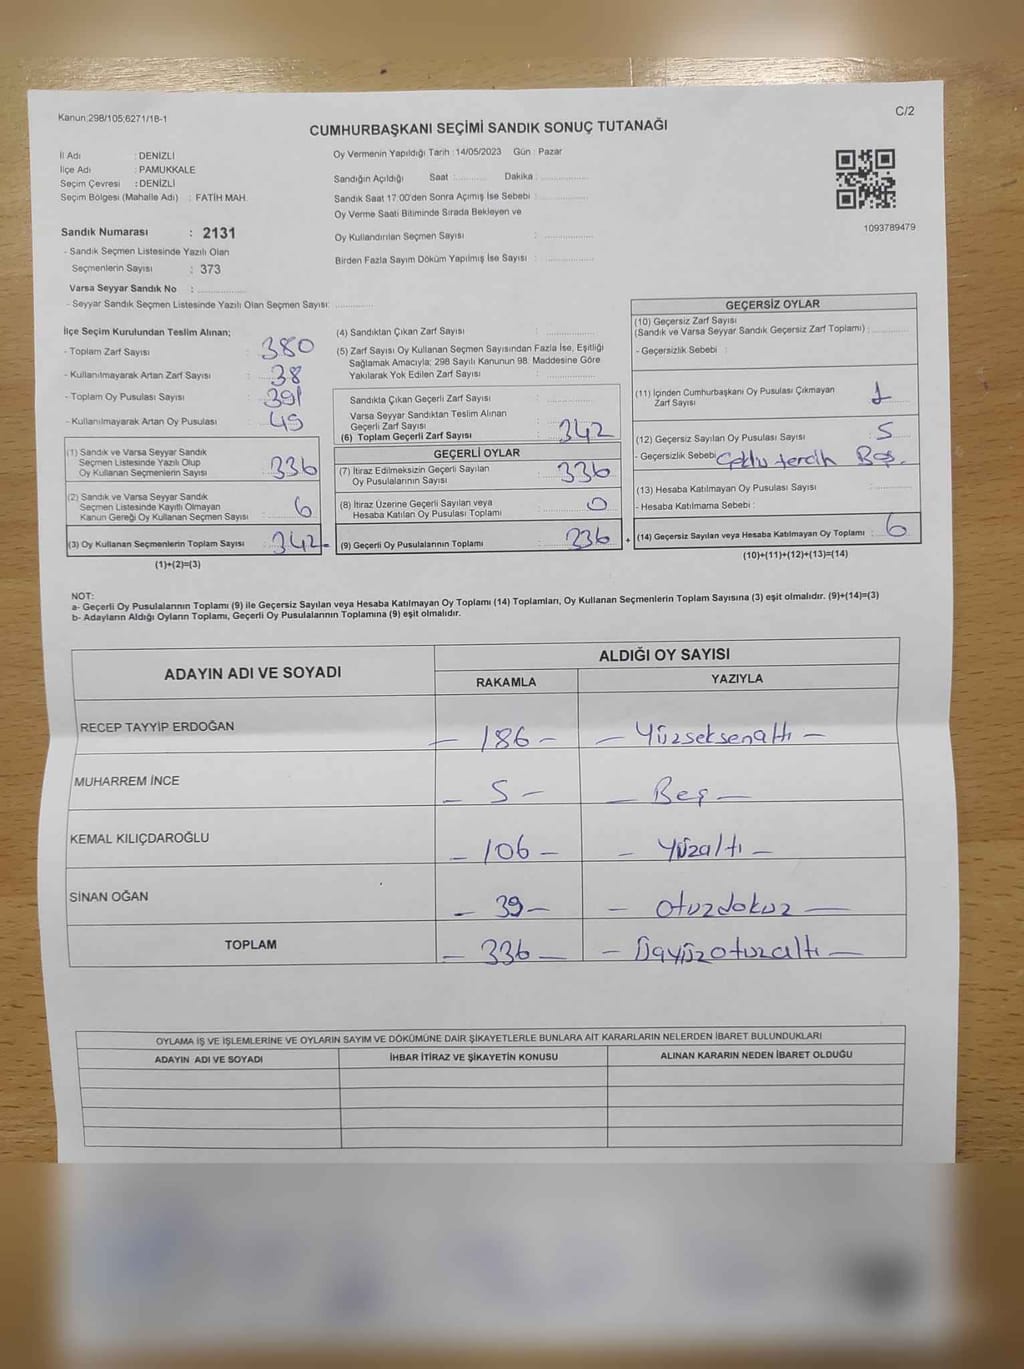 Kanun:298/105;6271/18-1
C/2
CUMHURBAŞKANI SEÇİMİ SANDIK SONUÇ TUTANAĞI
İl Adı : DENİZLİ
İlçe Adı : PAMUKKALE
Seçim Çevresi : DENİZLİ
Seçim Bölgesi (Mahalle Adı) : FATİH MAH.
Sandık Numarası : 2131
- Sandık Seçmen Listesinde Yazılı Olan
Seçmenlerin Sayısı : 373
Varsa Seyyar Sandık No : ..............
- Seyyar Sandık Seçmen Listesinde Yazılı Olan Seçmen Sayısı: ............
Oy Vermenin Yapıldığı Tarih :14/05/2023 Gün : Pazar
Sandığın Açıldığı Saat :.......... Dakika : ..............
Sandık Saat 17:00'den Sonra Açımış İse Sebebi : ..............
Oy Verme Saati Bitiminde Sırada Bekleyen ve
Oy Kullandırılan Seçmen Sayısı : ..............
Birden Fazla Sayım Döküm Yapılmış İse Sayısı : ..............
1093789479
İlçe Seçim Kurulundan Teslim Alınan;
- Toplam Zarf Sayısı : 380
- Kullanılmayarak Artan Zarf Sayısı : 38
- Toplam Oy Pusulası Sayısı : 391
- Kullanılmayarak Artan Oy Pusulası : 49
(1) Sandık ve Varsa Seyyar Sandık
Seçmen Listesinde Yazılı Olup
Oy Kullanan Seçmenlerin Sayısı : 336
(2) Sandık ve Varsa Seyyar Sandık
Seçmen Listesinde Kayıtlı Olmayan
Kanun Gereği Oy Kullanan Seçmen Sayısı : 6
(3) Oy Kullanan Seçmenlerin Toplam Sayısı : 342
(1)+(2)=(3)
(4) Sandıktan Çıkan Zarf Sayısı : ..............
(5) Zarf Sayısı Oy Kullanan Seçmen Sayısından Fazla İse, Eşitliği
Sağlamak Amacıyla; 298 Sayılı Kanunun 98. Maddesine Göre
Yakılarak Yok Edilen Zarf Sayısı : ..............
Sandıkta Çıkan Geçerli Zarf Sayısı : ..............
Varsa Seyyar Sandıktan Teslim Alınan
Geçerli Zarf Sayısı : ..............
(6) Toplam Geçerli Zarf Sayısı : 342
GEÇERLİ OYLAR
(7) İtiraz Edilmeksizin Geçerli Sayılan
Oy Pusulalarının Sayısı : 336
(8) İtiraz Üzerine Geçerli Sayılan veya
Hesaba Katılan Oy Pusulası Toplamı : 0
(9) Geçerli Oy Pusulalarının Toplamı : 336
GEÇERSİZ OYLAR
(10) Geçersiz Zarf Sayısı
(Sandık ve Varsa Seyyar Sandık Geçersiz Zarf Toplamı) : ..........
- Geçersizlik Sebebi :
(11) İçinden Cumhurbaşkanı Oy Pusulası Çıkmayan
Zarf Sayısı : 1
(12) Geçersiz Sayılan Oy Pusulası Sayısı : 5
- Geçersizlik Sebebi Çoklu tercih Boş.
(13) Hesaba Katılmayan Oy Pusulası Sayısı : ..........
- Hesaba Katılmama Sebebi :
+ (14) Geçersiz Sayılan veya Hesaba Katılmayan Oy Toplamı : 6
(10)+(11)+(12)+(13)=(14)
NOT:
a- Geçerli Oy Pusulalarının Toplamı (9) ile Geçersiz Sayılan veya Hesaba Katılmayan Oy Toplamı (14) Toplamları, Oy Kullanan Seçmenlerin Toplam Sayısına (3) eşit olmalıdır. (9)+(14)=(3)
b- Adayların Aldığı Oyların Toplamı, Geçerli Oy Pusulalarının Toplamına (9) eşit olmalıdır.
ADAYIN ADI VE SOYADI
ALDIĞI OY SAYISI
RAKAMLA YAZIYLA
RECEP TAYYİP ERDOĞAN - 186 - - Yüzseksenaltı -
MUHARREM İNCE - 5 - - Beş -
KEMAL KILIÇDAROĞLU - 106 - - Yüzaltı -
SİNAN OĞAN - 39 - - Otuzdokuz -
TOPLAM - 336 - - Üçyüzotuzaltı -
OYLAMA İŞ VE İŞLEMLERİNE VE OYLARIN SAYIM VE DÖKÜMÜNE DAİR ŞİKAYETLERLE BUNLARA AİT KARARLARIN NELERDEN İBARET BULUNDUKLARI
ADAYIN ADI VE SOYADI İHBAR İTİRAZ VE ŞİKAYETİN KONUSU ALINAN KARARIN NEDEN İBARET OLDUĞU